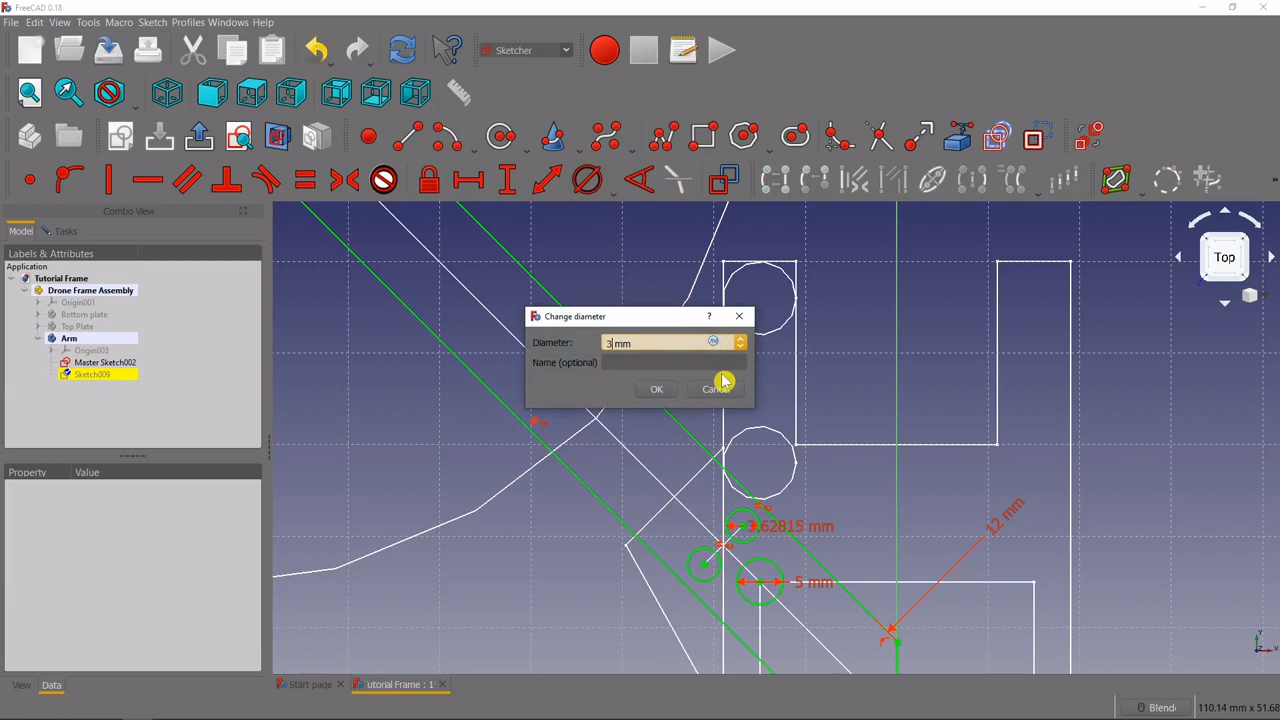 FreeCAD 0.18
File Edit View Tools Macro Sketch Profiles Windows Help
Sketcher
Combo View
Model Tasks
Labels & Attributes
Application
Tutorial Frame
Drone Frame Assembly
Origin001
Bottom plate
Top Plate
Arm
Origin003
Master Sketch002
Sketch009
Property Value
View Data
Change diameter ?
Diameter: 3 mm
Name (optional)
OK
Top
12 mm
5 mm
Start page
utorial Frame : 1
Blend
110.14 mm x 51.68